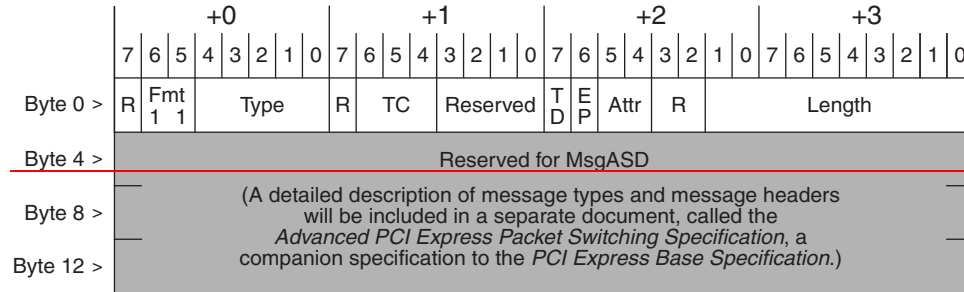 +0 +1 +2 +3
7 6 5 4 3 2 1 0 7 6 5 4 3 2 1 0 7 6 5 4 3 2 1 0 7 6 5 4 3 2 1 0
Byte 0 > R Fmt 1 1 Type R TC Reserved TD EP Attr R Length
Byte 4 > Reserved for MsgASD
(A detailed description of message types and message headers
Byte 8 > will be included in a separate document, called the
Advanced PCI Express Packet Switching Specification, a
Byte 12 > companion specification to the PCI Express Base Specification.)